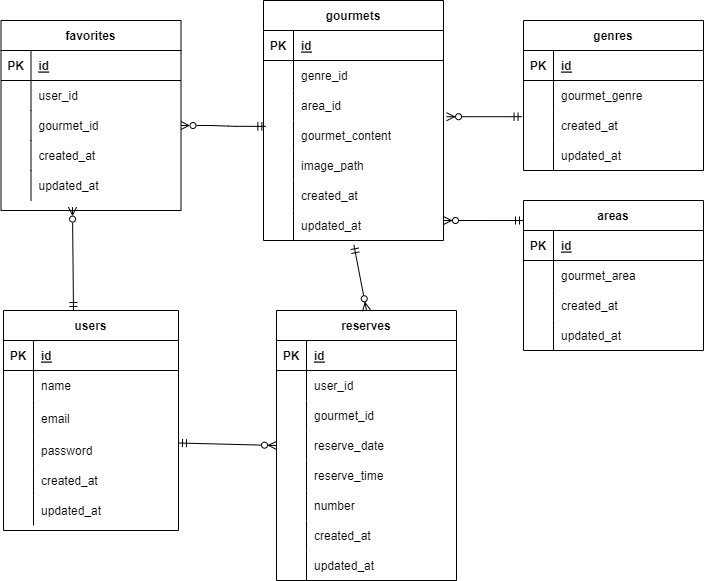 favorites
PK id
user_id
gourmet_id
created_at
updated_at
gourmets
PK id
genre_id
area_id
gourmet_content
image_path
created_at
updated_at
genres
PK id
gourmet_genre
created_at
updated_at
areas
PK id
gourmet_area
created_at
updated_at
users
PK id
name
email
password
created_at
updated_at
reserves
PK id
user_id
gourmet_id
reserve_date
reserve_time
number
created_at
updated_at